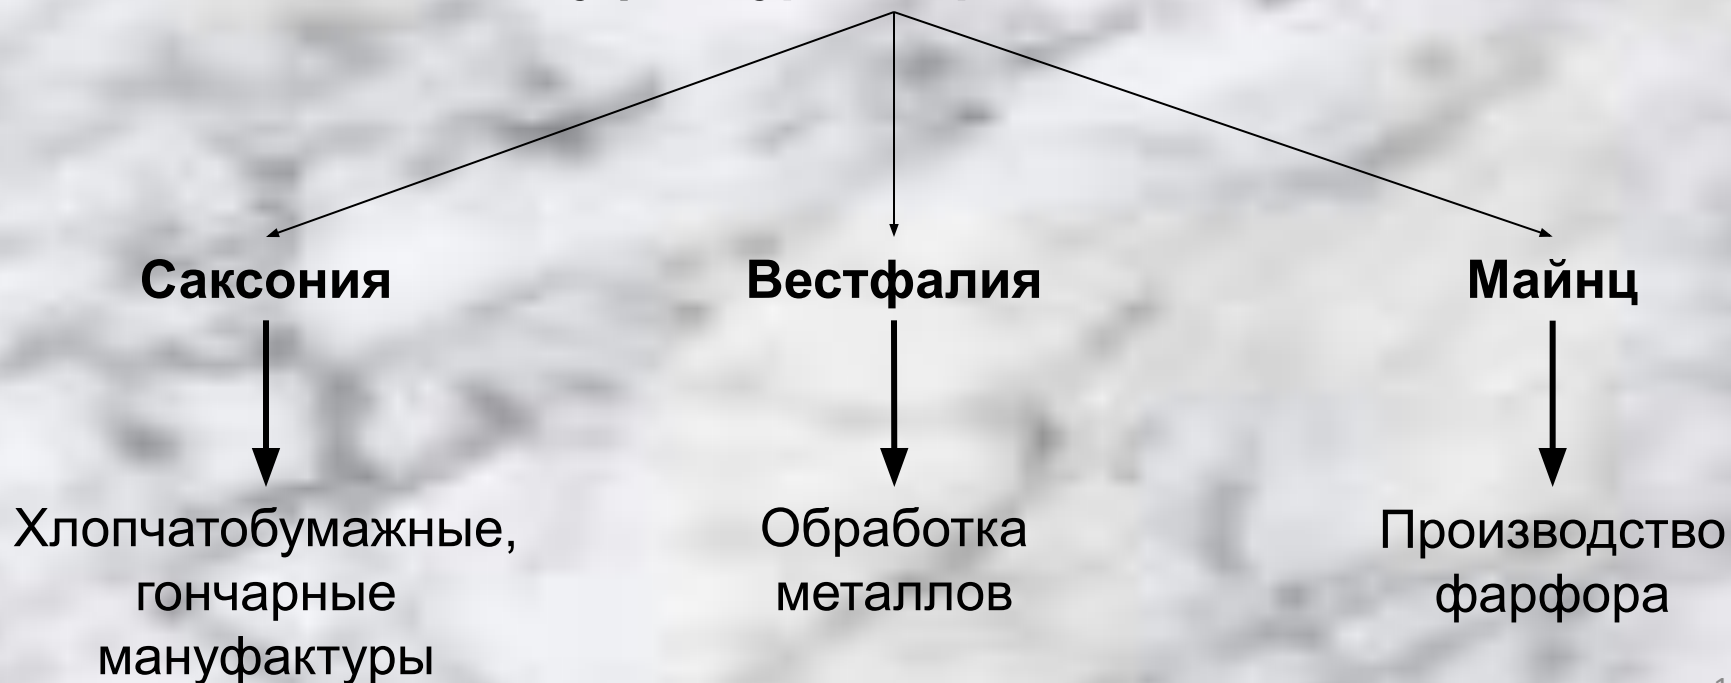 Саксония
Вестфалия
Майнц
Хлопчатобумажные,
гончарные
мануфактуры
Обработка
металлов
Производство
фарфора